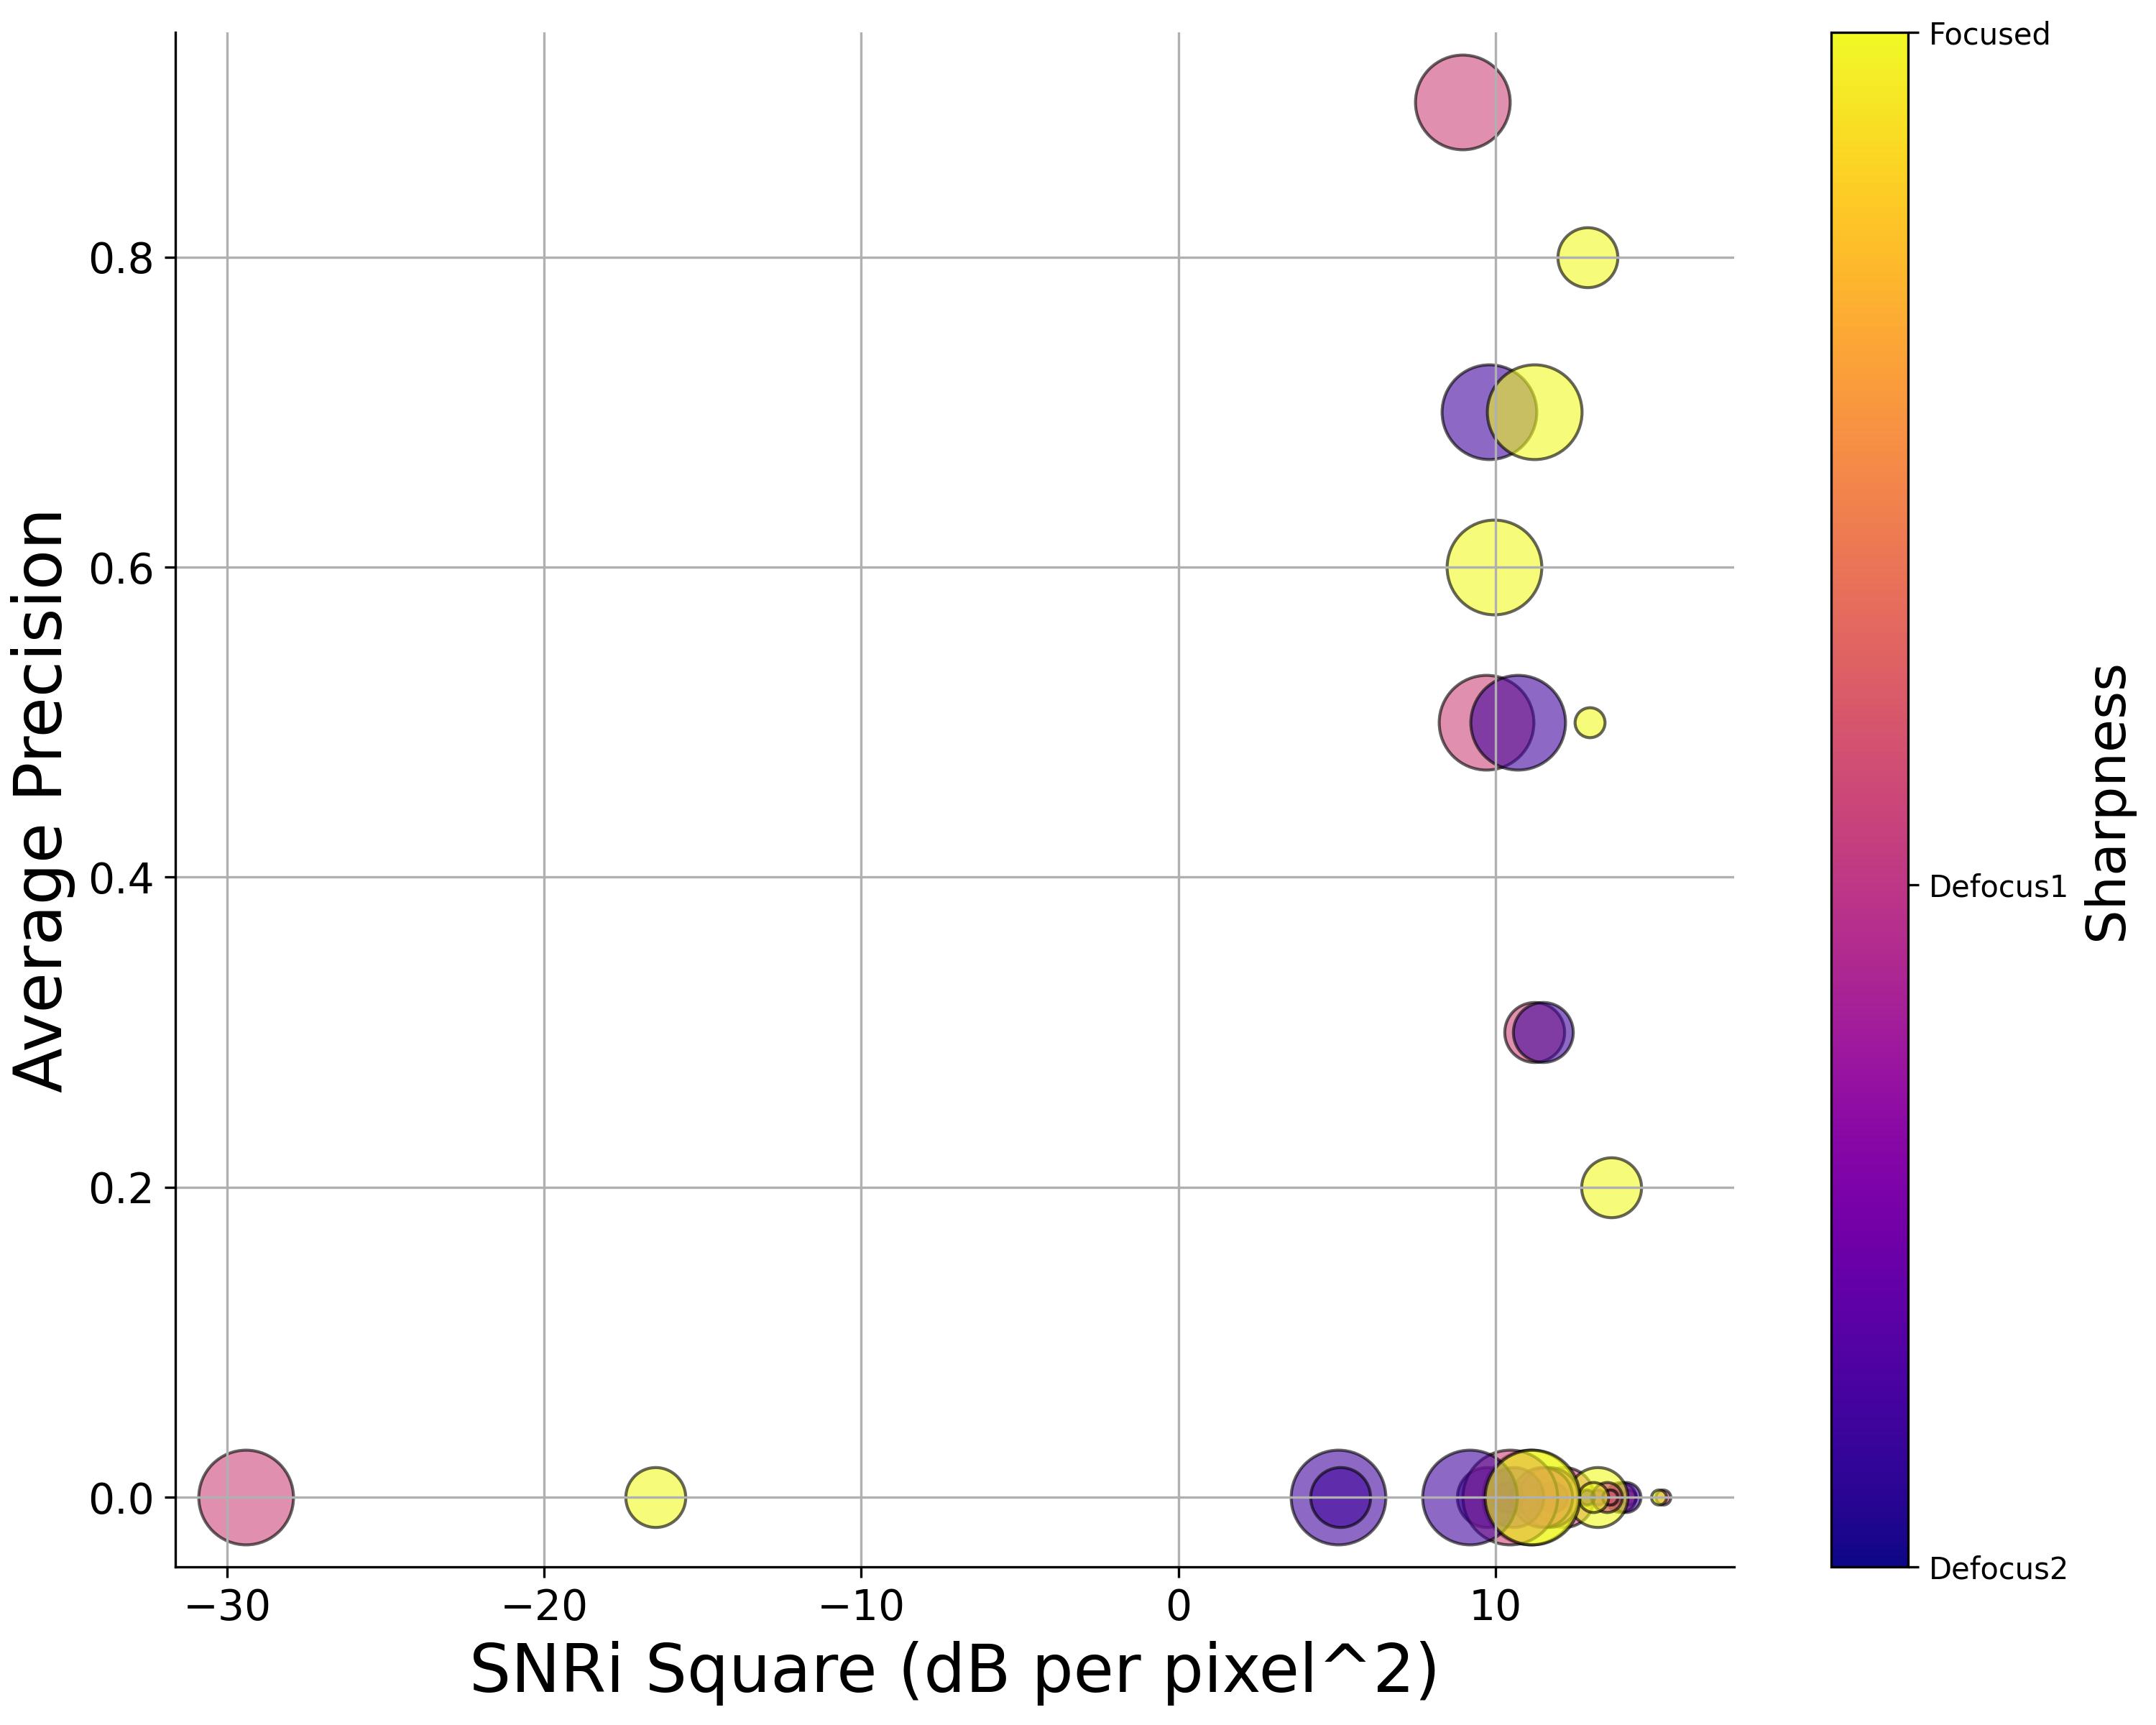 Average Precision
0.8
0.6
0.4
0.2
0.0
−30
−20
−10
0
10
SNRi Square (dB per pixel^2)
Focused
Defocus1
Defocus2
Sharpness